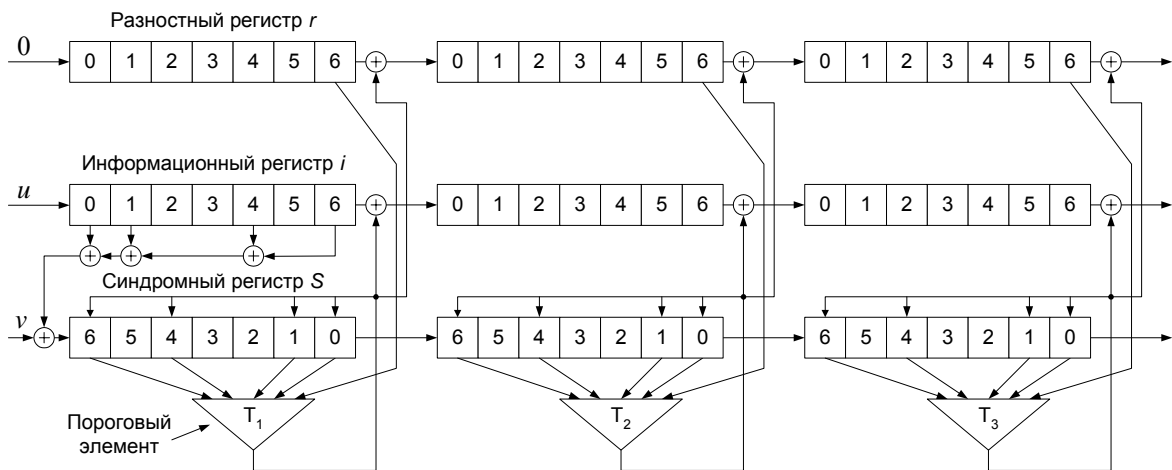 Разностный регистр r
0
0 1 2 3 4 5 6
0 1 2 3 4 5 6
0 1 2 3 4 5 6
Информационный регистр i
u
0 1 2 3 4 5 6
0 1 2 3 4 5 6
0 1 2 3 4 5 6
Синдромный регистр S
v
6 5 4 3 2 1 0
6 5 4 3 2 1 0
6 5 4 3 2 1 0
T1
T2
T3
Пороговый
элемент